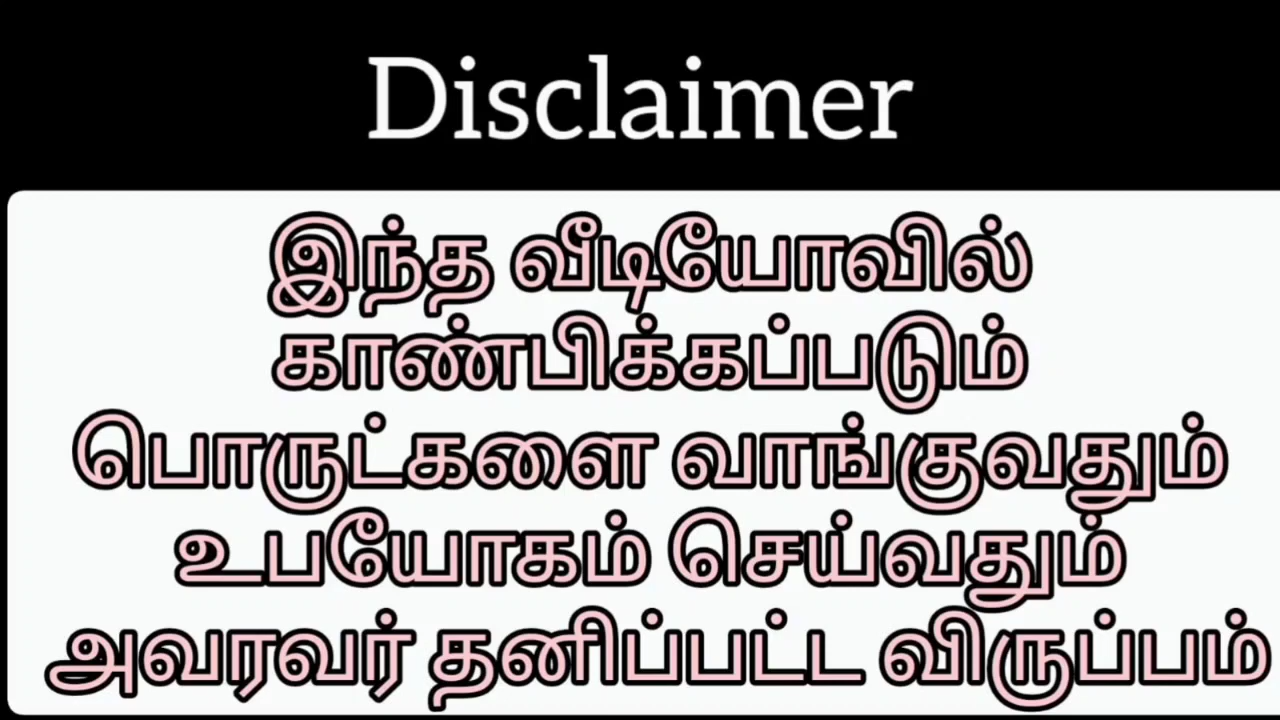 Disclaimer
இந்த வீடியோவில்
காண்பிக்கப்படும்
பொருட்களை வாங்குவதும்
உபயோகம் செய்வதும்
அவரவர் தனிப்பட்ட விருப்பம்